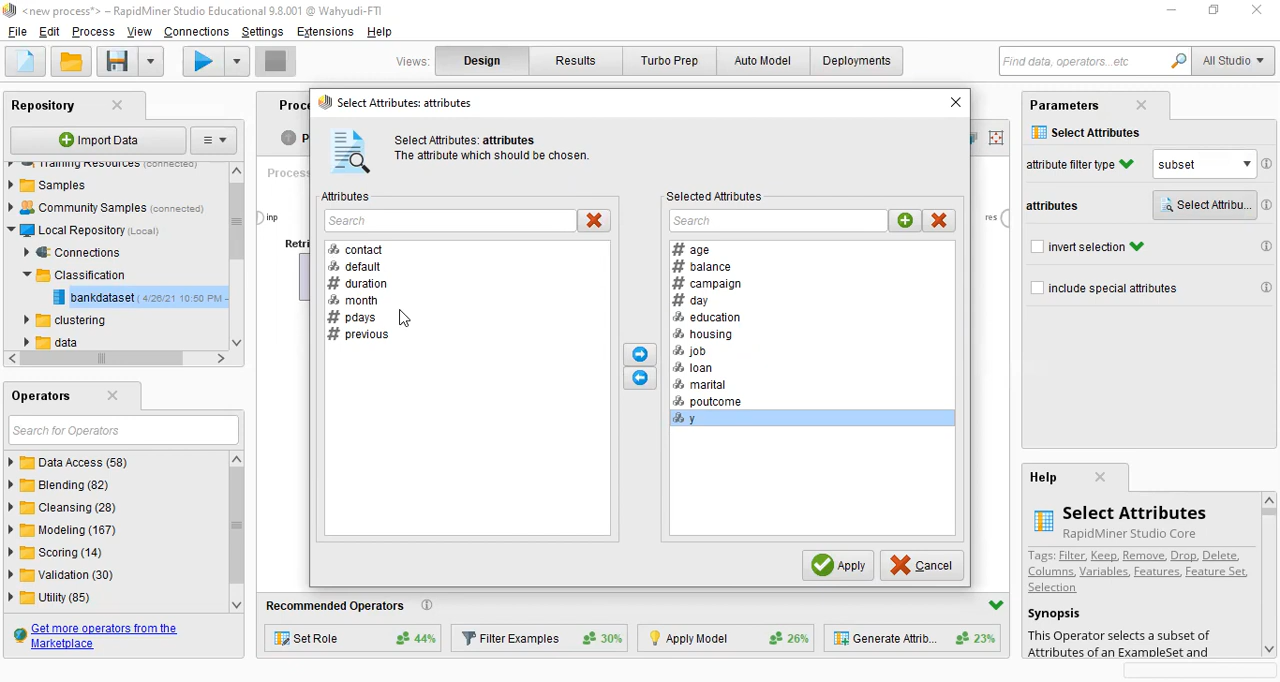 <new process*> – RapidMiner Studio Educational 9.8.001 @ Wahyudi-FTI
File Edit Process View Connections Settings Extensions Help
Views: Design Results Turbo Prep Auto Model Deployments
Find data, operators...etc
All Studio
Repository
Import Data
Training Resources (connected)
Samples
Community Samples (connected)
Local Repository (Local)
Connections
Classification
bankdataset ( 4/26/21 10:50 PM -
clustering
data
Operators
Search for Operators
Data Access (58)
Blending (82)
Cleansing (28)
Modeling (167)
Scoring (14)
Validation (30)
Utility (85)
Get more operators from the
Marketplace
Proc
P
Process
inp
Retri
res
Select Attributes: attributes
Select Attributes: attributes
The attribute which should be chosen.
Attributes
Search
contact
default
duration
month
pdays
previous
Selected Attributes
Search
age
balance
campaign
day
education
housing
job
loan
marital
poutcome
y
Apply
Cancel
Recommended Operators
Set Role 44%
Filter Examples 30%
Apply Model 26%
Generate Attrib... 23%
Parameters
Select Attributes
attribute filter type subset
attributes Select Attribu...
invert selection
include special attributes
Help
Select Attributes
RapidMiner Studio Core
Tags: Filter, Keep, Remove, Drop, Delete,
Columns, Variables, Features, Feature Set,
Selection
Synopsis
This Operator selects a subset of
Attributes of an ExampleSet and